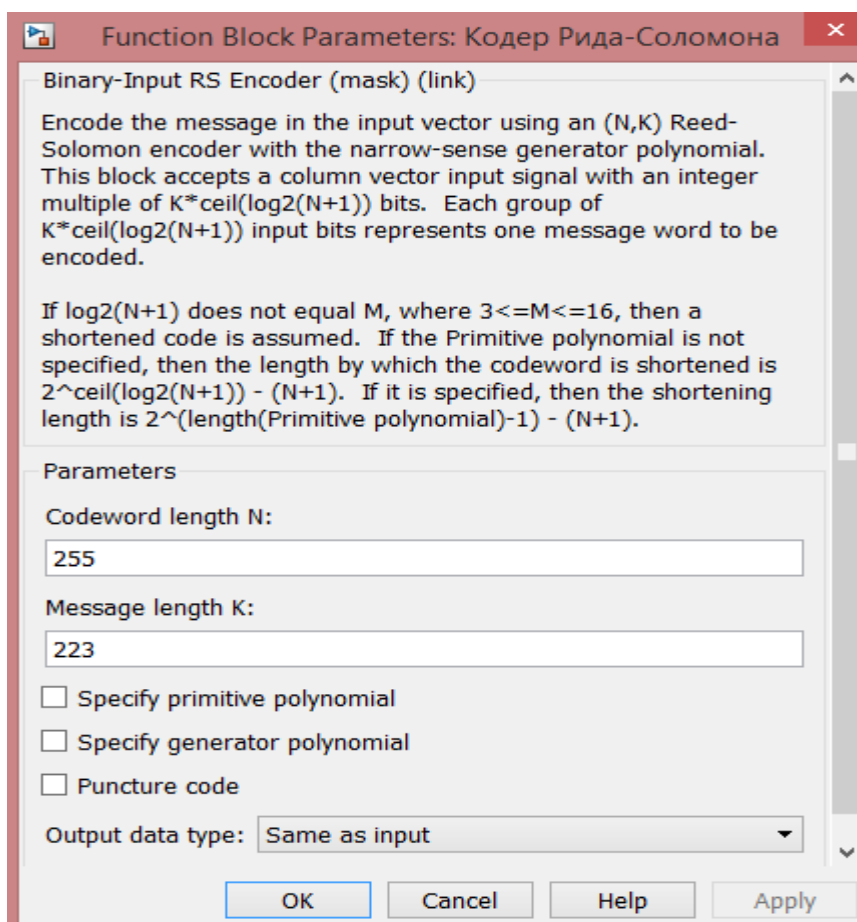 Function Block Parameters: Кодер Рида-Соломона
Binary-Input RS Encoder (mask) (link)
Encode the message in the input vector using an (N,K) Reed-
Solomon encoder with the narrow-sense generator polynomial.
This block accepts a column vector input signal with an integer
multiple of K*ceil(log2(N+1)) bits.  Each group of
K*ceil(log2(N+1)) input bits represents one message word to be
encoded.
If log2(N+1) does not equal M, where 3<=M<=16, then a
shortened code is assumed.  If the Primitive polynomial is not
specified, then the length by which the codeword is shortened is
2^ceil(log2(N+1)) - (N+1).  If it is specified, then the shortening
length is 2^(length(Primitive polynomial)-1) - (N+1).
Parameters
Codeword length N:
255
Message length K:
223
Specify primitive polynomial
Specify generator polynomial
Puncture code
Output data type: Same as input
OK Cancel Help Apply